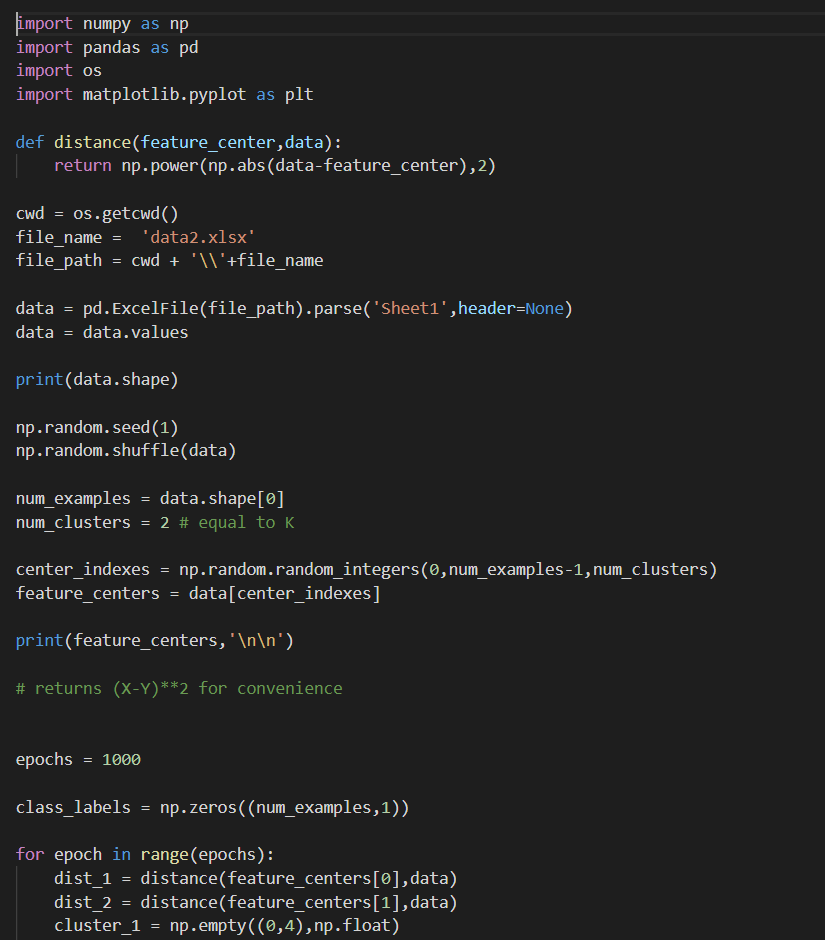 import numpy as np
import pandas as pd
import os
import matplotlib.pyplot as plt
def distance(feature_center,data):
    return np.power(np.abs(data-feature_center),2)
cwd = os.getcwd()
file_name =  'data2.xlsx'
file_path = cwd + '\\'+file_name
data = pd.ExcelFile(file_path).parse('Sheet1',header=None)
data = data.values
print(data.shape)
np.random.seed(1)
np.random.shuffle(data)
num_examples = data.shape[0]
num_clusters = 2 # equal to K
center_indexes = np.random.random_integers(0,num_examples-1,num_clusters)
feature_centers = data[center_indexes]
print(feature_centers,'\n\n')
# returns (X-Y)**2 for convenience
epochs = 1000
class_labels = np.zeros((num_examples,1))
for epoch in range(epochs):
    dist_1 = distance(feature_centers[0],data)
    dist_2 = distance(feature_centers[1],data)
    cluster_1 = np.empty((0,4),np.float)